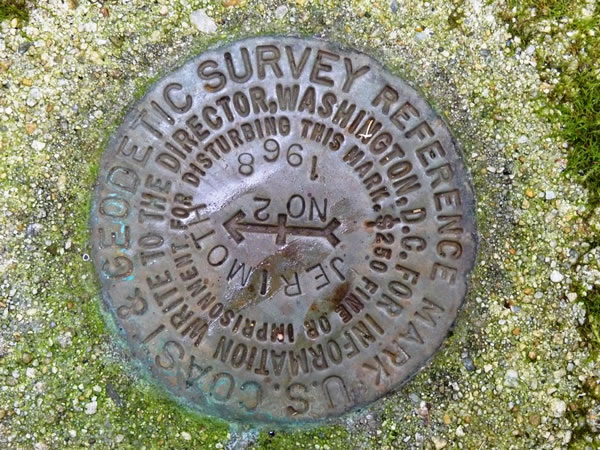 U.S. COAST & GEODETIC SURVEY REFERENCE MARK
WRITE TO THE DIRECTOR, WASHINGTON, D.C. FOR INFORMATION
$250 FINE OR IMPRISONMENT FOR DISTURBING THIS MARK.
JERIMOTH
NO 2
1968